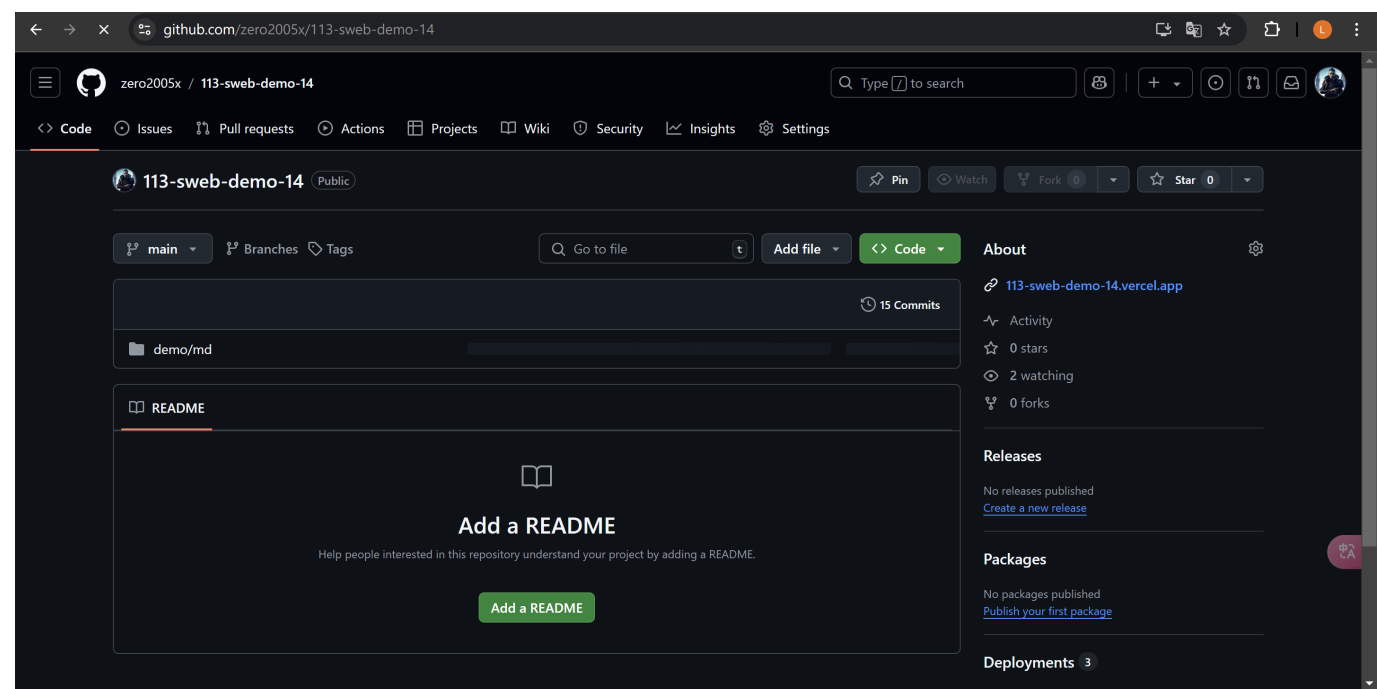 github.com/zero2005x/113-sweb-demo-14
L
zero2005x / 113-sweb-demo-14
Type / to search
Code Issues Pull requests Actions Projects Wiki Security Insights Settings
113-sweb-demo-14 Public
Pin Watch Fork 0 Star 0
main Branches Tags Go to file t Add file Code
15 Commits
demo/md
README
Add a README
Help people interested in this repository understand your project by adding a README.
Add a README
About
113-sweb-demo-14.vercel.app
Activity
0 stars
2 watching
0 forks
Releases
No releases published
Create a new release
Packages
No packages published
Publish your first package
Deployments 3
中A